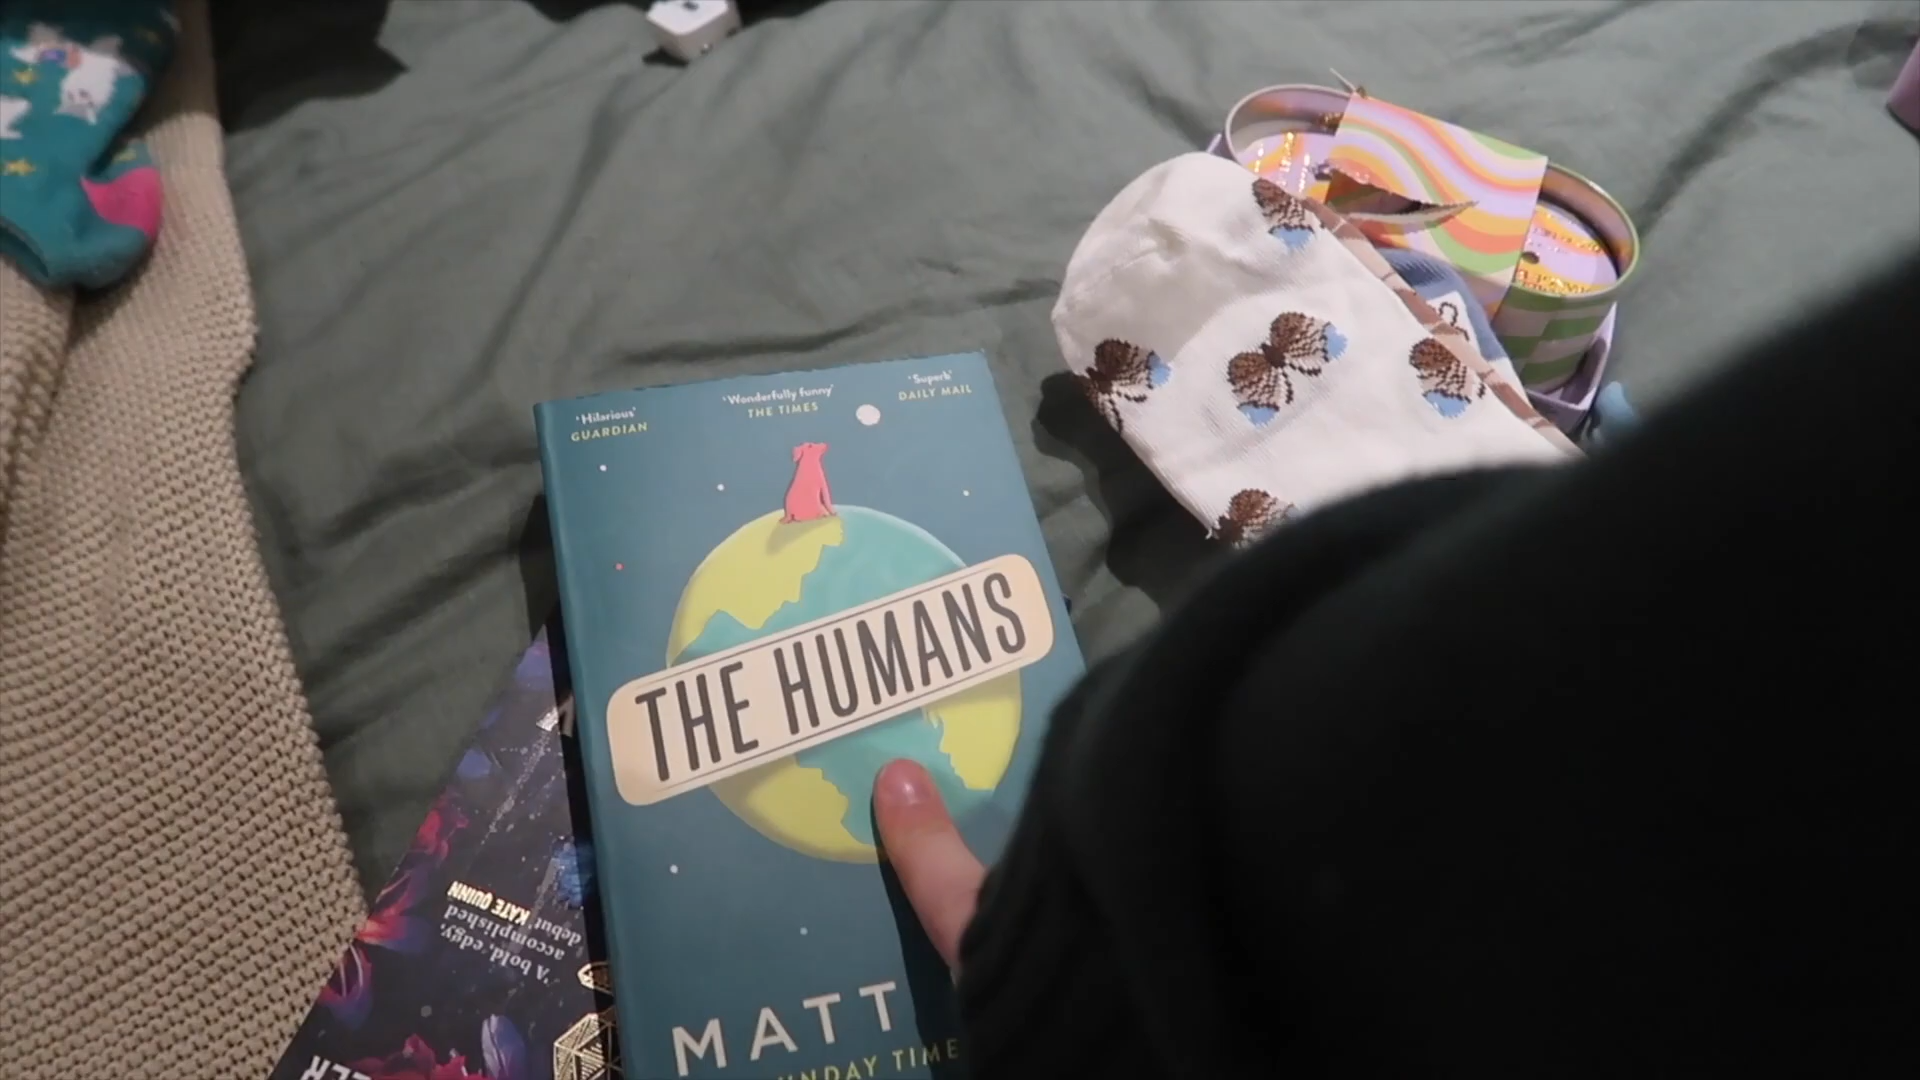 'Hilarious'
GUARDIAN
'Wonderfully funny'
THE TIMES
'Superb'
DAILY MAIL
THE HUMANS
MATT
UNDAY TIME
'A bold, edgy,
accomplished
debut' KATE QUINN